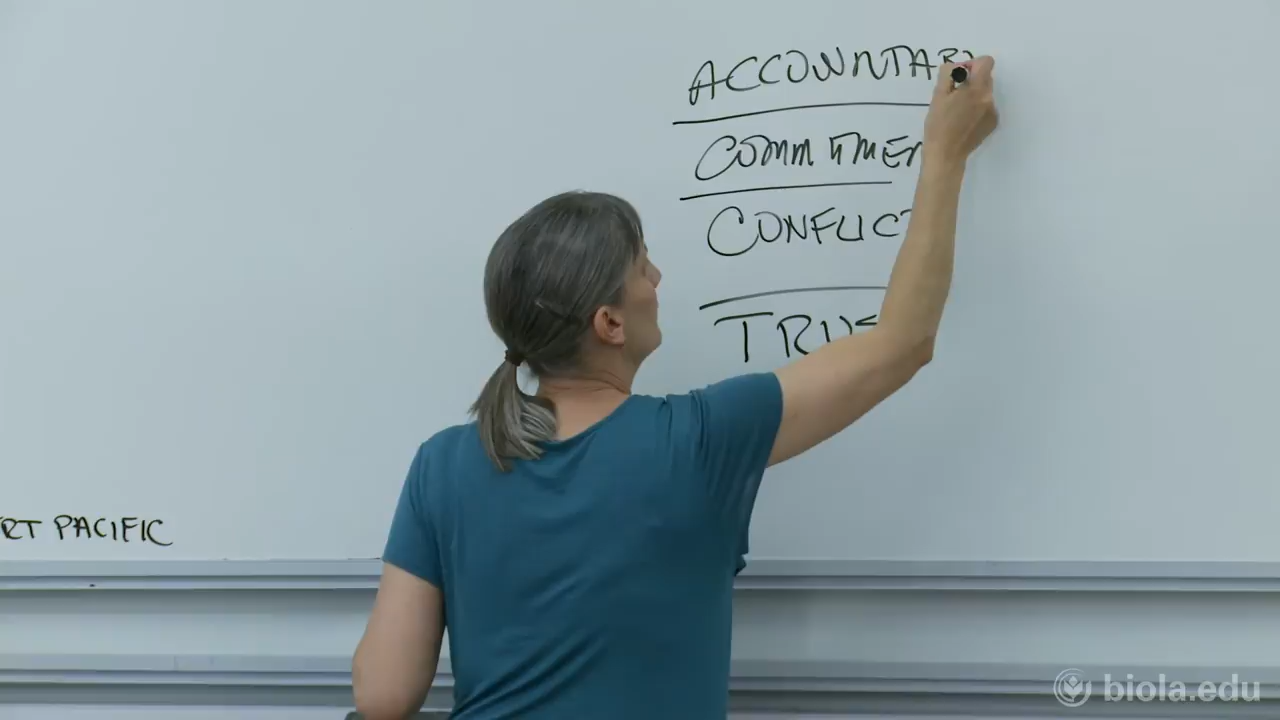 ACCOUNTAB
COMMITMEN
CONFLICT
TRUS
RT PACIFIC
biola.edu